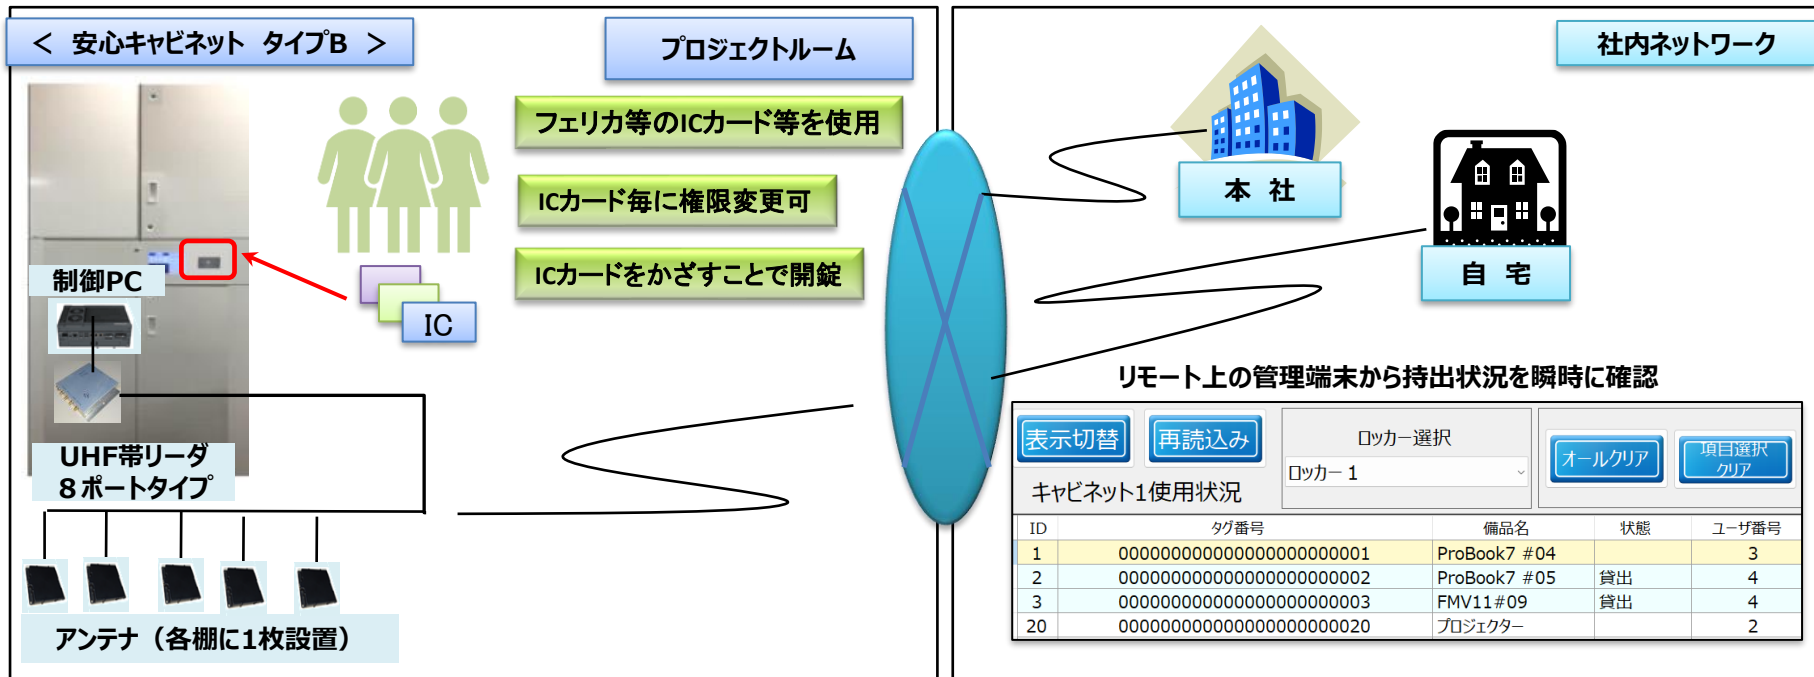 ＜ 安心キャビネット タイプB ＞
プロジェクトルーム
フェリカ等のICカード等を使用
ICカード毎に権限変更可
ICカードをかざすことで開錠
制御PC
IC
UHF帯リーダ
８ポートタイプ
アンテナ（各棚に1枚設置）
社内ネットワーク
本 社
自 宅
リモート上の管理端末から持出状況を瞬時に確認
表示切替 再読込み ロッカー選択 オールクリア 項目選択
クリア
ロッカー 1
キャビネット1使用状況
ID タグ番号 備品名 状態 ユーザ番号
1 000000000000000000000001 ProBook7 #04 3
2 000000000000000000000002 ProBook7 #05 貸出 4
3 000000000000000000000003 FMV11#09 貸出 4
20 000000000000000000000020 プロジェクター 2